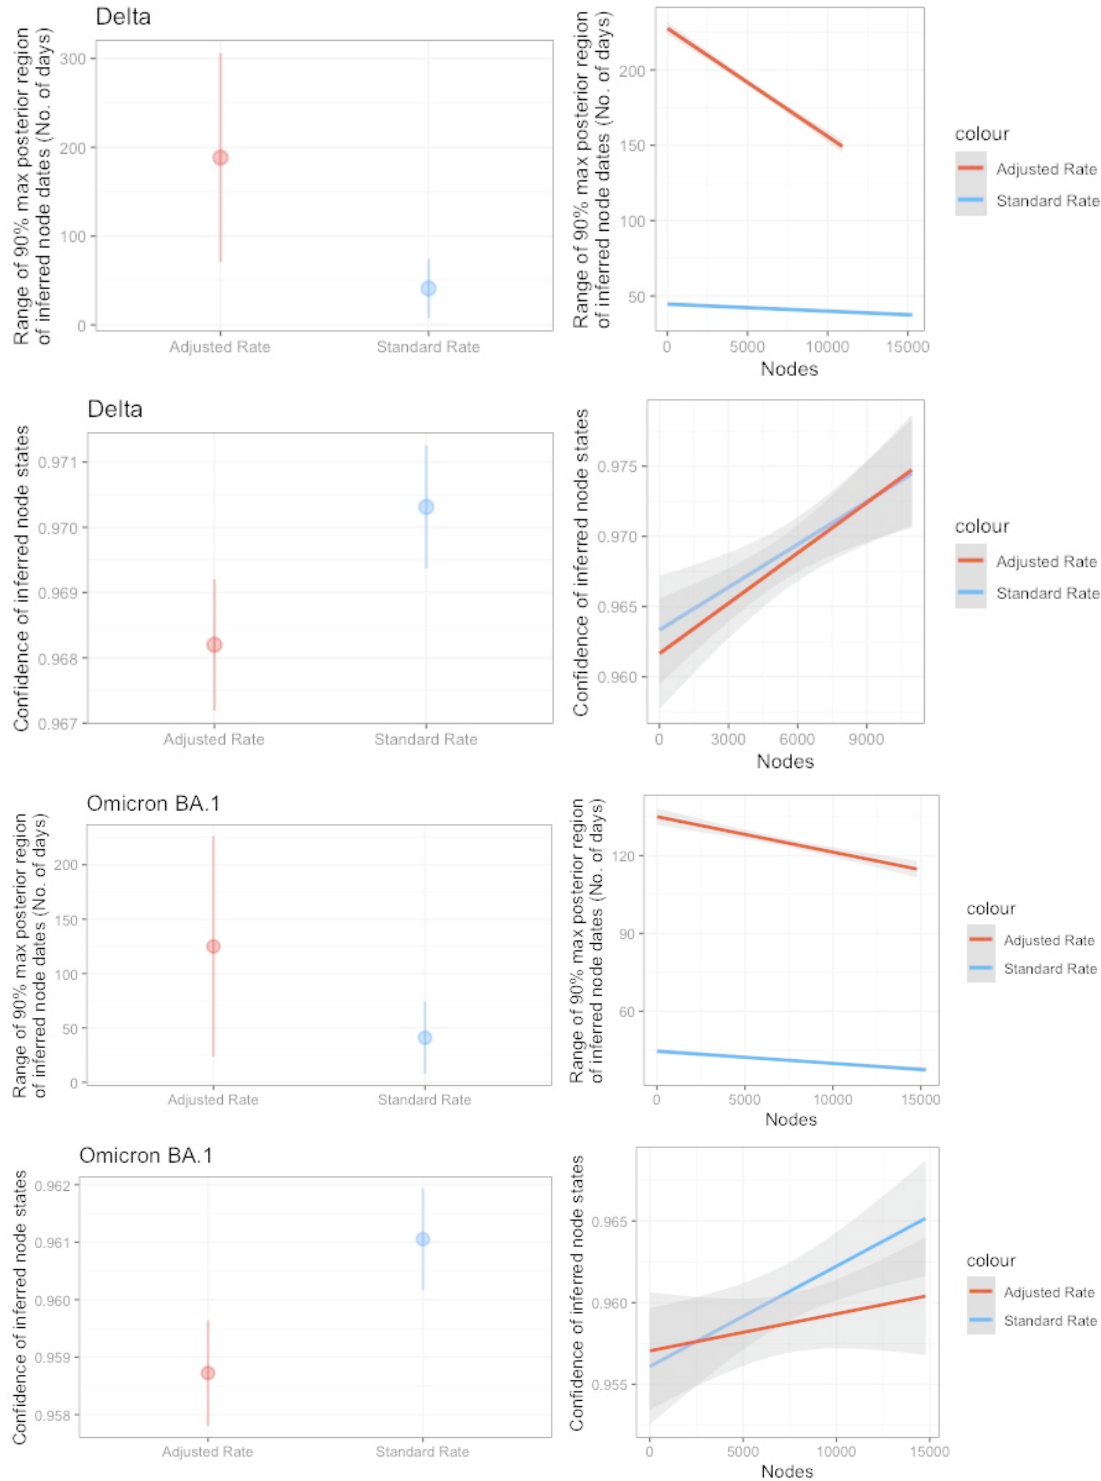 Delta
Range of 90% max posterior region
of inferred node dates (No. of days)
300
200
100
0
Adjusted Rate
Standard Rate
Range of 90% max posterior region
of inferred node dates (No. of days)
200
150
100
50
0
5000
10000
15000
Nodes
colour
Adjusted Rate
Standard Rate
Delta
Confidence of inferred node states
0.971
0.970
0.969
0.968
0.967
Adjusted Rate
Standard Rate
Confidence of inferred node states
0.975
0.970
0.965
0.960
0
3000
6000
9000
Nodes
colour
Adjusted Rate
Standard Rate
Omicron BA.1
Range of 90% max posterior region
of inferred node dates (No. of days)
200
150
100
50
0
Adjusted Rate
Standard Rate
Range of 90% max posterior region
of inferred node dates (No. of days)
120
90
60
0
5000
10000
15000
Nodes
colour
Adjusted Rate
Standard Rate
Omicron BA.1
Confidence of inferred node states
0.962
0.961
0.960
0.959
0.958
Adjusted Rate
Standard Rate
Confidence of inferred node states
0.965
0.960
0.955
0
5000
10000
15000
Nodes
colour
Adjusted Rate
Standard Rate